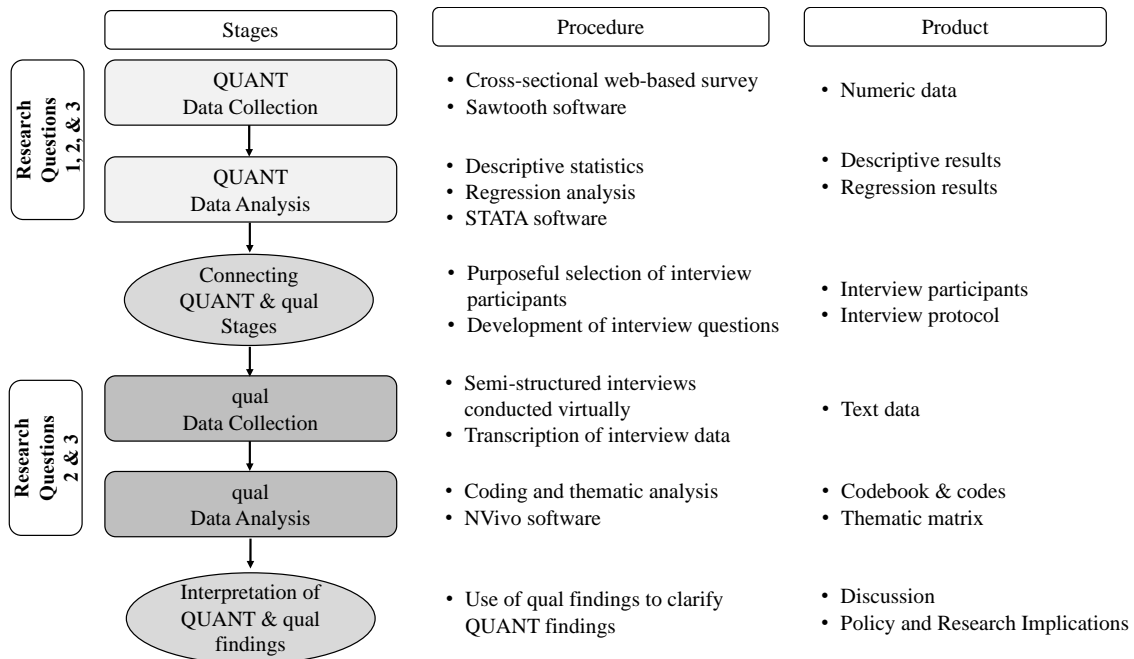 Stages
Procedure
Product
Research
Questions
1, 2, & 3
QUANT
Data Collection
• Cross-sectional web-based survey
• Sawtooth software
• Numeric data
QUANT
Data Analysis
• Descriptive statistics
• Regression analysis
• STATA software
• Descriptive results
• Regression results
Connecting
QUANT & qual
Stages
• Purposeful selection of interview
participants
• Development of interview questions
• Interview participants
• Interview protocol
Research
Questions
2 & 3
qual
Data Collection
• Semi-structured interviews
conducted virtually
• Transcription of interview data
• Text data
qual
Data Analysis
• Coding and thematic analysis
• NVivo software
• Codebook & codes
• Thematic matrix
Interpretation of
QUANT & qual
findings
• Use of qual findings to clarify
QUANT findings
• Discussion
• Policy and Research Implications